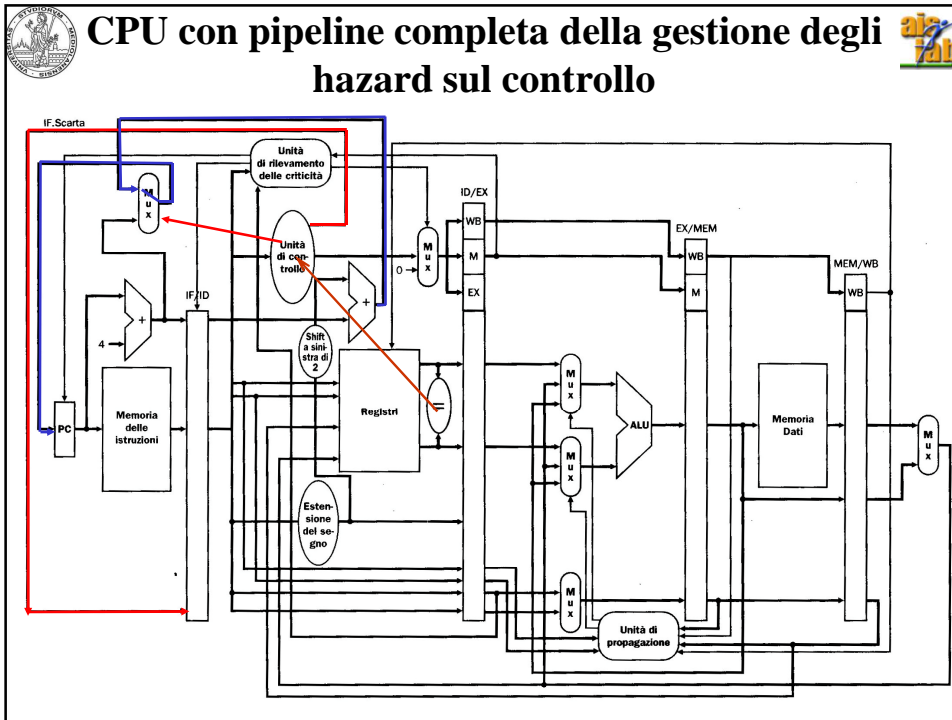 CPU con pipeline completa della gestione degli
hazard sul controllo
IF.Scarta
Unità
di rilevamento
delle criticità
M
u
x
Unità
di con-
trollo
M
u
x
0
ID/EX
WB
M
EX
EX/MEM
WB
M
MEM/WB
WB
IF/ID
+
4
+
Shift
a sini-
stra di
2
PC
Memoria
delle
istruzioni
Registri
=
M
u
x
M
u
x
ALU
Memoria
Dati
M
u
x
Esten-
sione
del se-
gno
M
u
x
Unità di
propagazione